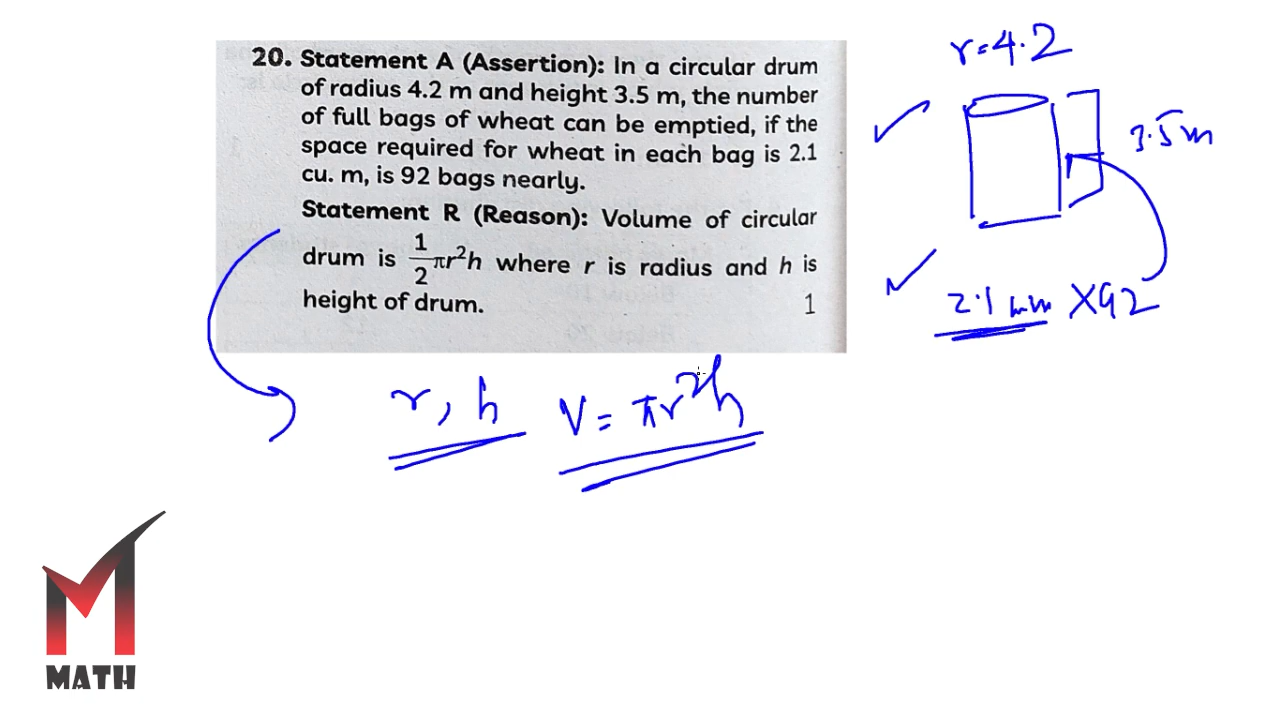 20. Statement A (Assertion): In a circular drum
of radius 4.2 m and height 3.5 m, the number
of full bags of wheat can be emptied, if the
space required for wheat in each bag is 2.1
cu. m, is 92 bags nearly.
Statement R (Reason): Volume of circular
drum is 1/2 πr²h where r is radius and h is
height of drum. 1
r=4.2
3.5m
2.1 X92
r, h V= πr²h
MATH